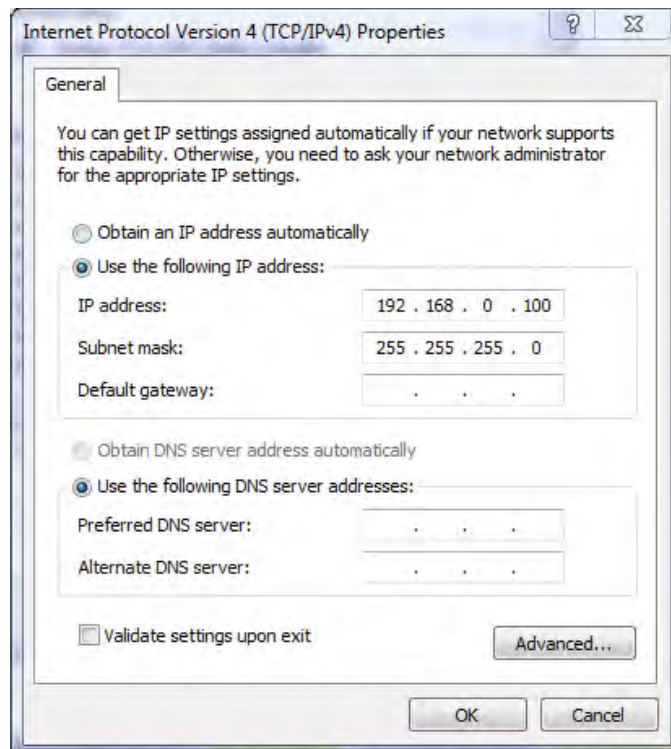 Internet Protocol Version 4 (TCP/IPv4) Properties
General
You can get IP settings assigned automatically if your network supports
this capability. Otherwise, you need to ask your network administrator
for the appropriate IP settings.
Obtain an IP address automatically
Use the following IP address:
IP address: 192 . 168 . 0 . 100
Subnet mask: 255 . 255 . 255 . 0
Default gateway: . . .
Obtain DNS server address automatically
Use the following DNS server addresses:
Preferred DNS server: . . .
Alternate DNS server: . . .
Validate settings upon exit
Advanced...
OK Cancel